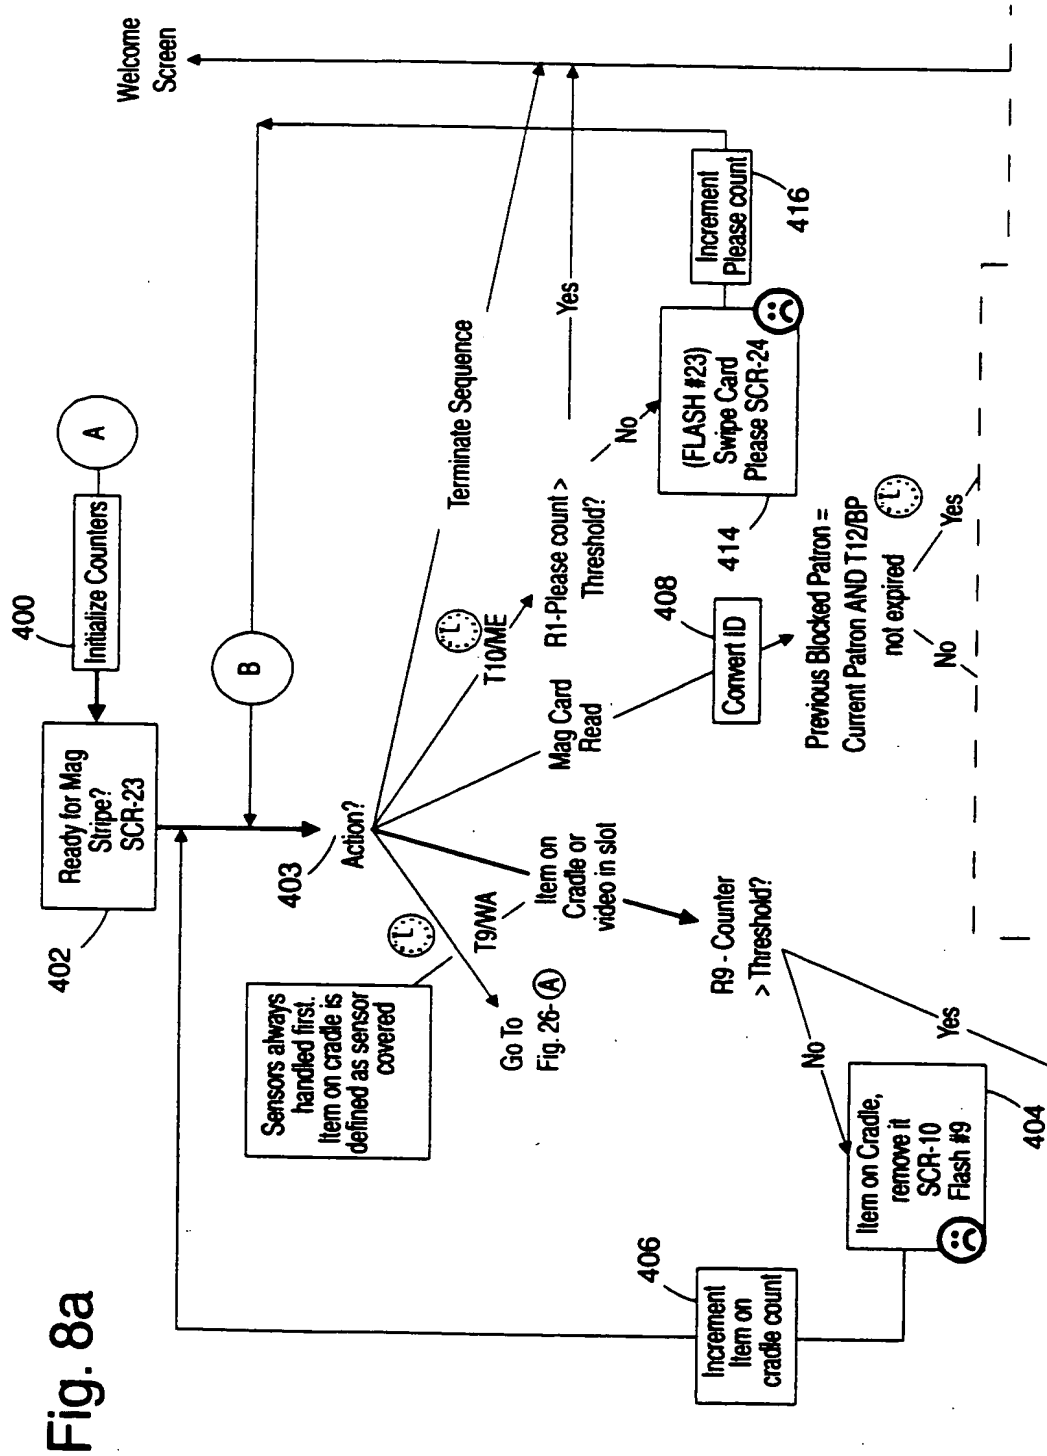 Fig. 8a
Welcome
Screen
A
400
Initialize Counters
Ready for Mag
Stripe?
SCR-23
402
B
403
Action?
Sensors always
handled first.
Item on cradle is
defined as sensor
covered
T9/WA
Go To
Fig. 26-A
Item on
Cradle or
video in slot
Mag Card
Read
T10/ME
Terminate Sequence
R1-Please count >
Threshold?
Yes
No
(FLASH #23)
Swipe Card
Please SCR-24
414
Increment
Please count
416
408
Convert ID
Previous Blocked Patron =
Current Patron AND T12/BP
not expired
No
Yes
R9 - Counter
> Threshold?
No
Yes
Item on Cradle,
remove it
SCR-10
Flash #9
404
406
Increment
Item on
cradle count